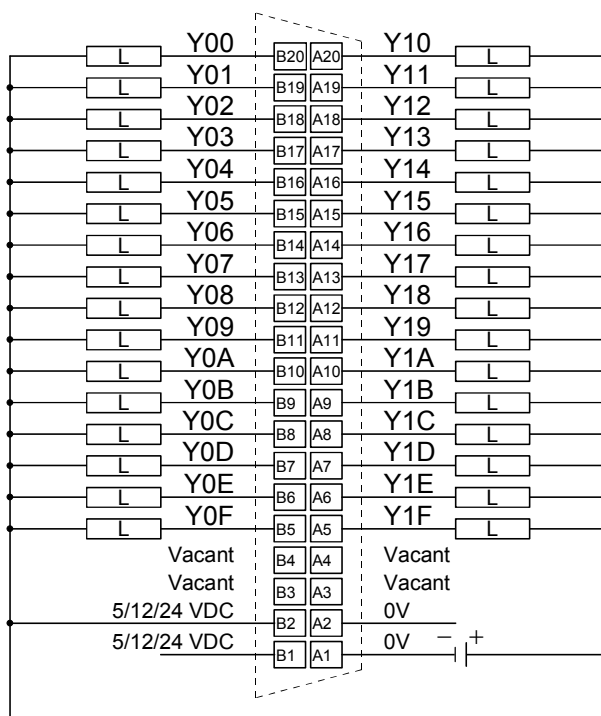 L Y00 B20 A20 Y10 L
L Y01 B19 A19 Y11 L
L Y02 B18 A18 Y12 L
L Y03 B17 A17 Y13 L
L Y04 B16 A16 Y14 L
L Y05 B15 A15 Y15 L
L Y06 B14 A14 Y16 L
L Y07 B13 A13 Y17 L
L Y08 B12 A12 Y18 L
L Y09 B11 A11 Y19 L
L Y0A B10 A10 Y1A L
L Y0B B9 A9 Y1B L
L Y0C B8 A8 Y1C L
L Y0D B7 A7 Y1D L
L Y0E B6 A6 Y1E L
L Y0F B5 A5 Y1F L
Vacant B4 A4 Vacant
Vacant B3 A3 Vacant
5/12/24 VDC B2 A2 0V
5/12/24 VDC B1 A1 0V − +